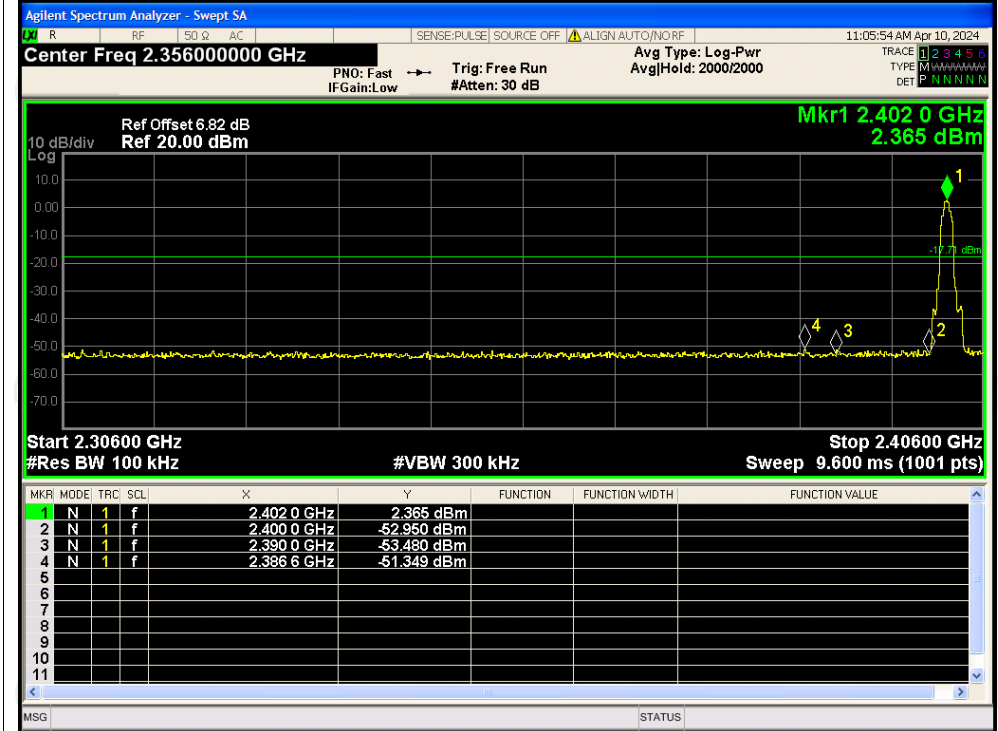 Agilent Spectrum Analyzer - Swept SA
LXI R RF 50 Ω AC SENSE:PULSE SOURCE OFF ALIGN AUTO/NO RF 11:05:54 AM Apr 10, 2024
Center Freq 2.356000000 GHz Avg Type: Log-Pwr TRACE 1 2 3 4 5 6
PNO: Fast Trig: Free Run Avg|Hold: 2000/2000 TYPE M WWWWW
IFGain:Low #Atten: 30 dB DET P N N N N N
Mkr1 2.402 0 GHz
Ref Offset 6.82 dB
10 dB/div Ref 20.00 dBm 2.365 dBm
Log
10.0
1
0.00
-10.0
-17.71 dBm
-20.0
-30.0
-40.0
4 3 2
-50.0
-60.0
-70.0
Start 2.30600 GHz Stop 2.40600 GHz
#Res BW 100 kHz #VBW 300 kHz Sweep 9.600 ms (1001 pts)
MKR MODE TRC SCL X Y FUNCTION FUNCTION WIDTH FUNCTION VALUE
1 N 1 f 2.402 0 GHz 2.365 dBm
2 N 1 f 2.400 0 GHz -52.950 dBm
3 N 1 f 2.390 0 GHz -53.480 dBm
4 N 1 f 2.386 6 GHz -51.349 dBm
5
6
7
8
9
10
11
MSG STATUS